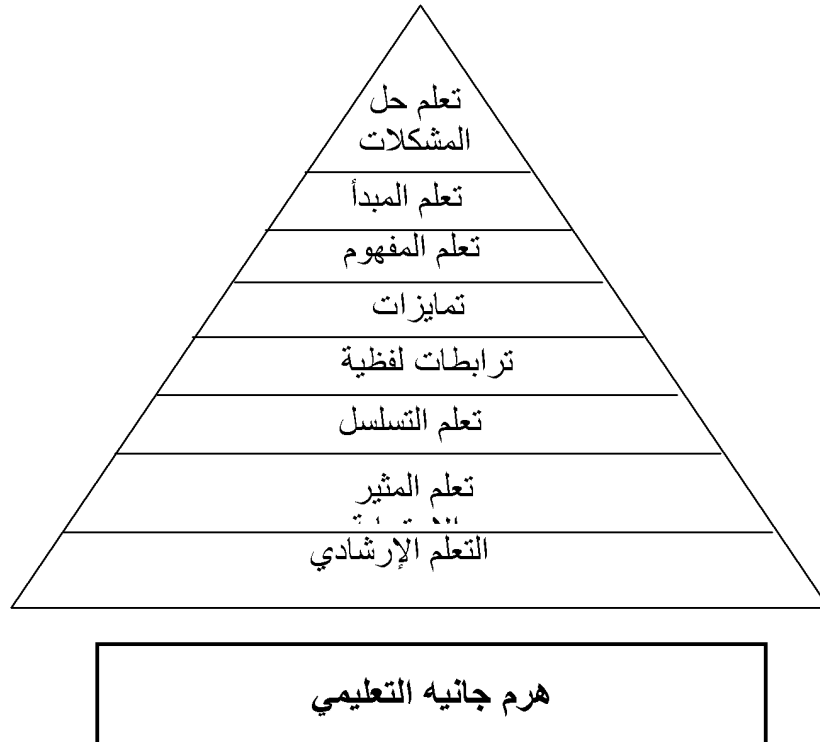 تعلم حل
المشكلات
تعلم المبدأ
تعلم المفهوم
تمايزات
ترابطات لفظية
تعلم التسلسل
تعلم المثير
التعلم الإرشادي
هرم جانيه التعليمي